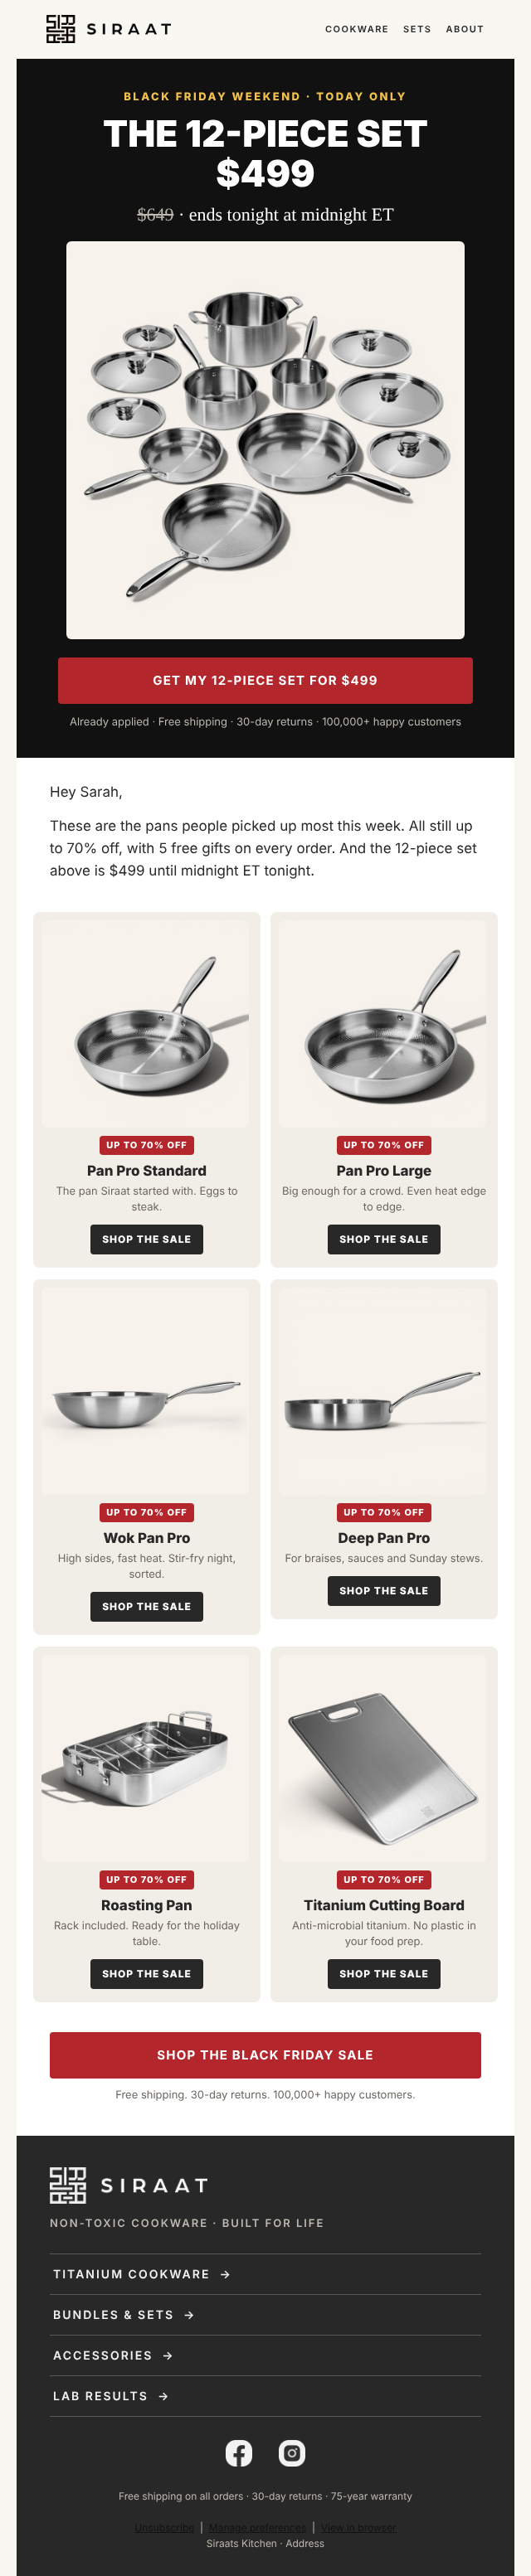 SIRAAT
COOKWARE SETS ABOUT
BLACK FRIDAY WEEKEND · TODAY ONLY
THE 12-PIECE SET
$499
$649 · ends tonight at midnight ET
GET MY 12-PIECE SET FOR $499
Already applied · Free shipping · 30-day returns · 100,000+ happy customers
Hey Sarah,
These are the pans people picked up most this week. All still up
to 70% off, with 5 free gifts on every order. And the 12-piece set
above is $499 until midnight ET tonight.
UP TO 70% OFF
Pan Pro Standard
The pan Siraat started with. Eggs to
steak.
SHOP THE SALE
UP TO 70% OFF
Pan Pro Large
Big enough for a crowd. Even heat edge
to edge.
SHOP THE SALE
UP TO 70% OFF
Wok Pan Pro
High sides, fast heat. Stir-fry night,
sorted.
SHOP THE SALE
UP TO 70% OFF
Deep Pan Pro
For braises, sauces and Sunday stews.
SHOP THE SALE
UP TO 70% OFF
Roasting Pan
Rack included. Ready for the holiday
table.
SHOP THE SALE
UP TO 70% OFF
Titanium Cutting Board
Anti-microbial titanium. No plastic in
your food prep.
SHOP THE SALE
SHOP THE BLACK FRIDAY SALE
Free shipping. 30-day returns. 100,000+ happy customers.
SIRAAT
NON-TOXIC COOKWARE · BUILT FOR LIFE
TITANIUM COOKWARE →
BUNDLES & SETS →
ACCESSORIES →
LAB RESULTS →
Free shipping on all orders · 30-day returns · 75-year warranty
Unsubscribe | Manage preferences | View in browser
Siraats Kitchen · Address